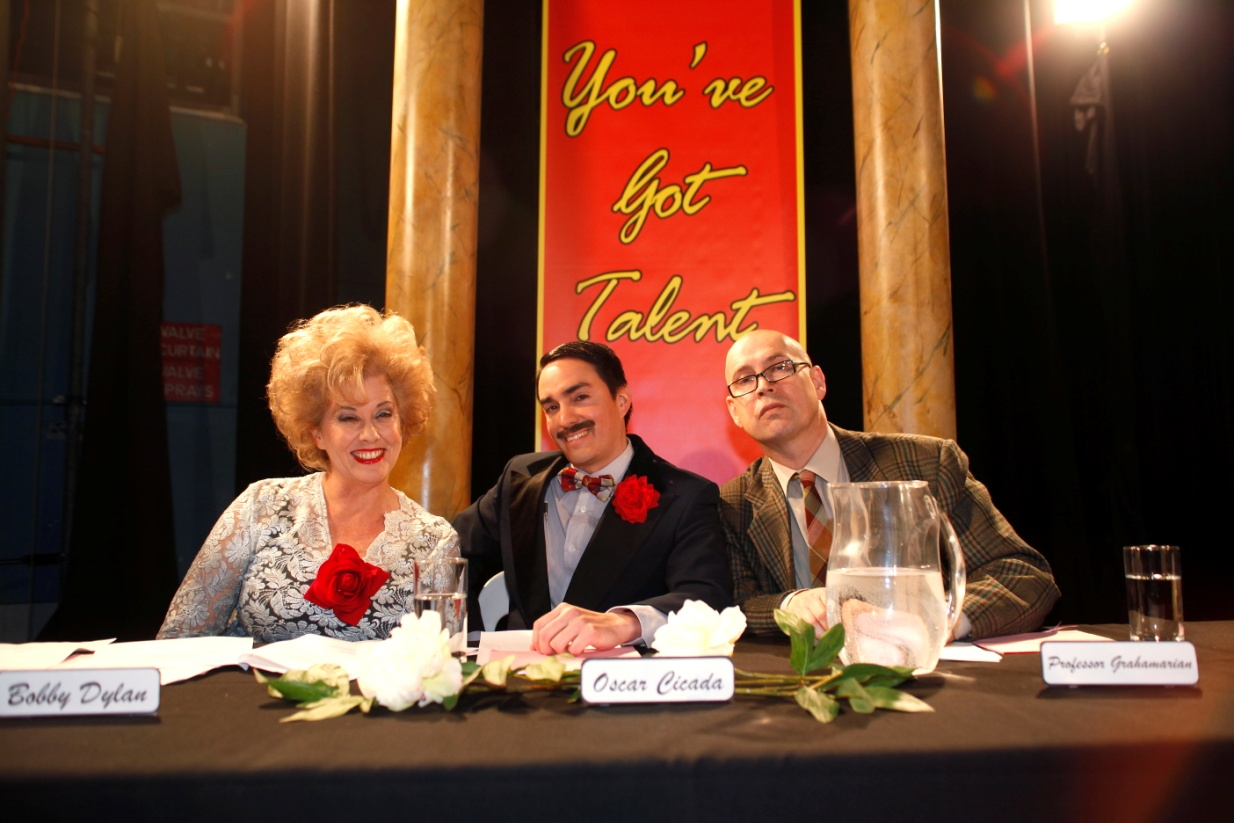 You've
Got
Talent
VALVE
CURTAIN
VALVE
SPRAYS
Bobby Dylan
Oscar Cicada
Professor Grahamarian